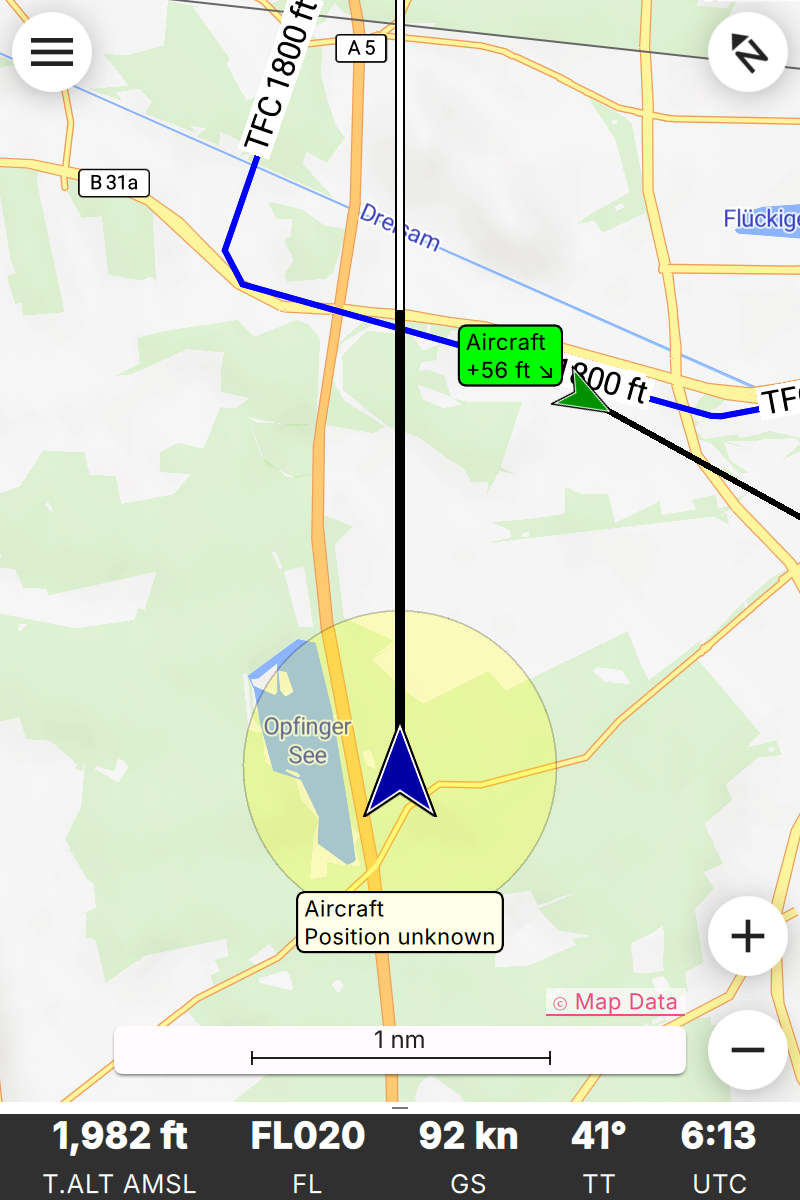 TFC 1800 ft
A 5
B 31a
Dreisam
Flückige
Aircraft
+56 ft ↘
1800 ft
TFC
Opfinger
See
Aircraft
Position unknown
© Map Data
1 nm
1,982 ft
T.ALT AMSL
FL020
FL
92 kn
GS
41°
TT
6:13
UTC
N